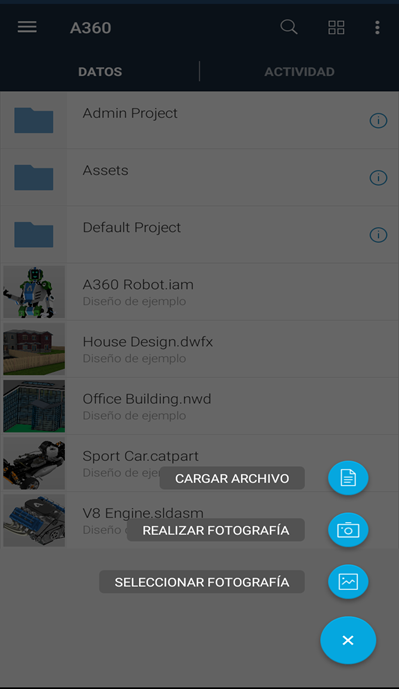 A360
DATOS
ACTIVIDAD
Admin Project
Assets
Default Project
A360 Robot.iam
Diseño de ejemplo
House Design.dwfx
Diseño de ejemplo
Office Building.nwd
Diseño de ejemplo
Sport Car.catpart
Diseño de eje
CARGAR ARCHIVO
V8 Engine.sldasm
Diseño
REALIZAR FOTOGRAFÍA
SELECCIONAR FOTOGRAFÍA